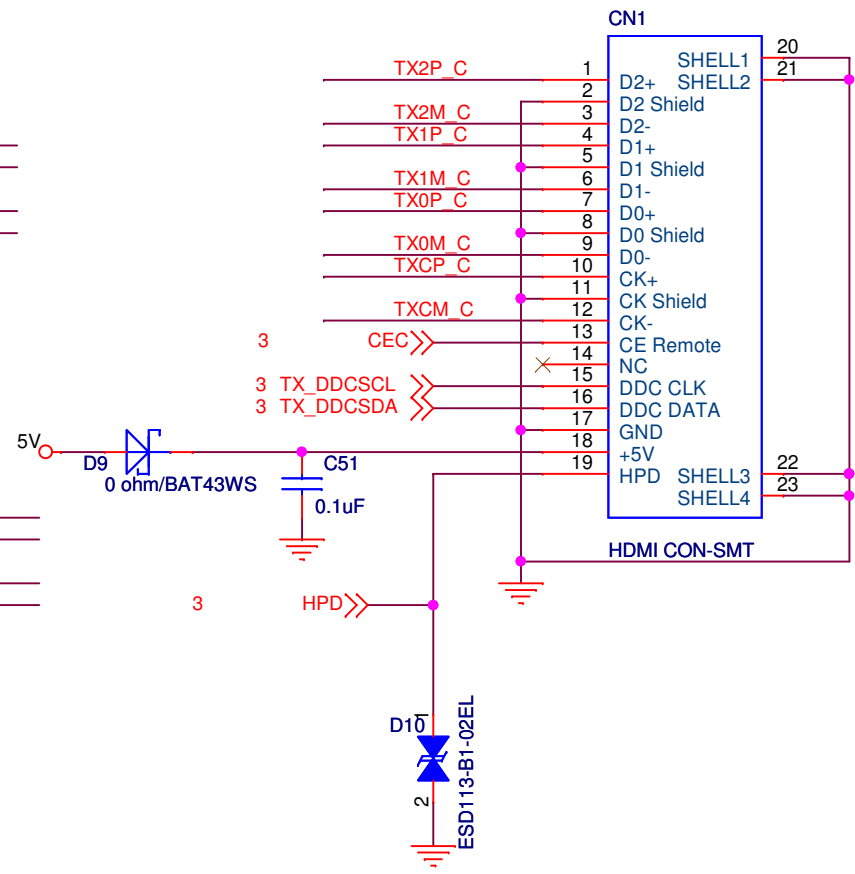 CN1
TX2P_C 1 D2+ SHELL1 20
2 D2 Shield SHELL2 21
TX2M_C 3 D2-
TX1P_C 4 D1+
5 D1 Shield
TX1M_C 6 D1-
TX0P_C 7 D0+
8 D0 Shield
TX0M_C 9 D0-
TXCP_C 10 CK+
11 CK Shield
TXCM_C 12 CK-
3 CEC 13 CE Remote
14 NC
3 TX_DDCSCL 15 DDC CLK
3 TX_DDCSDA 16 DDC DATA
17 GND
5V 18 +5V
D9 C51 19 HPD SHELL3 22
0 ohm/BAT43WS SHELL4 23
0.1uF
HDMI CON-SMT
3 HPD
D10 1
ESD113-B1-02EL
2